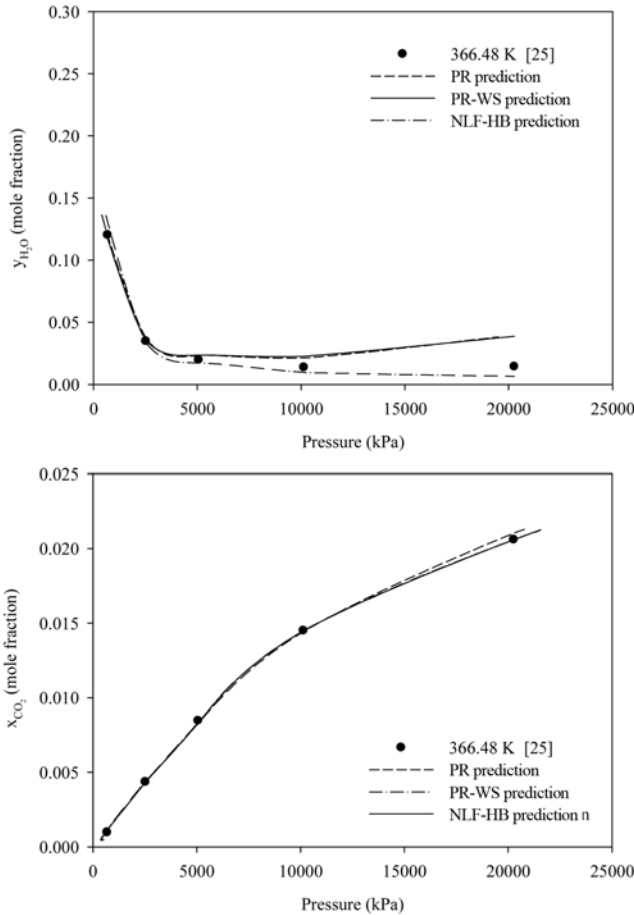 0.30
0.25
0.20
0.15
0.10
0.05
0.00
yH2O (mole fraction)
366.48 K [25]
PR prediction
PR-WS prediction
NLF-HB prediction
0 5000 10000 15000 20000 25000
Pressure (kPa)
0.025
0.020
0.015
0.010
0.005
0.000
xCO2 (mole fraction)
366.48 K [25]
PR prediction
PR-WS prediction
NLF-HB prediction n
0 5000 10000 15000 20000 25000
Pressure (kPa)